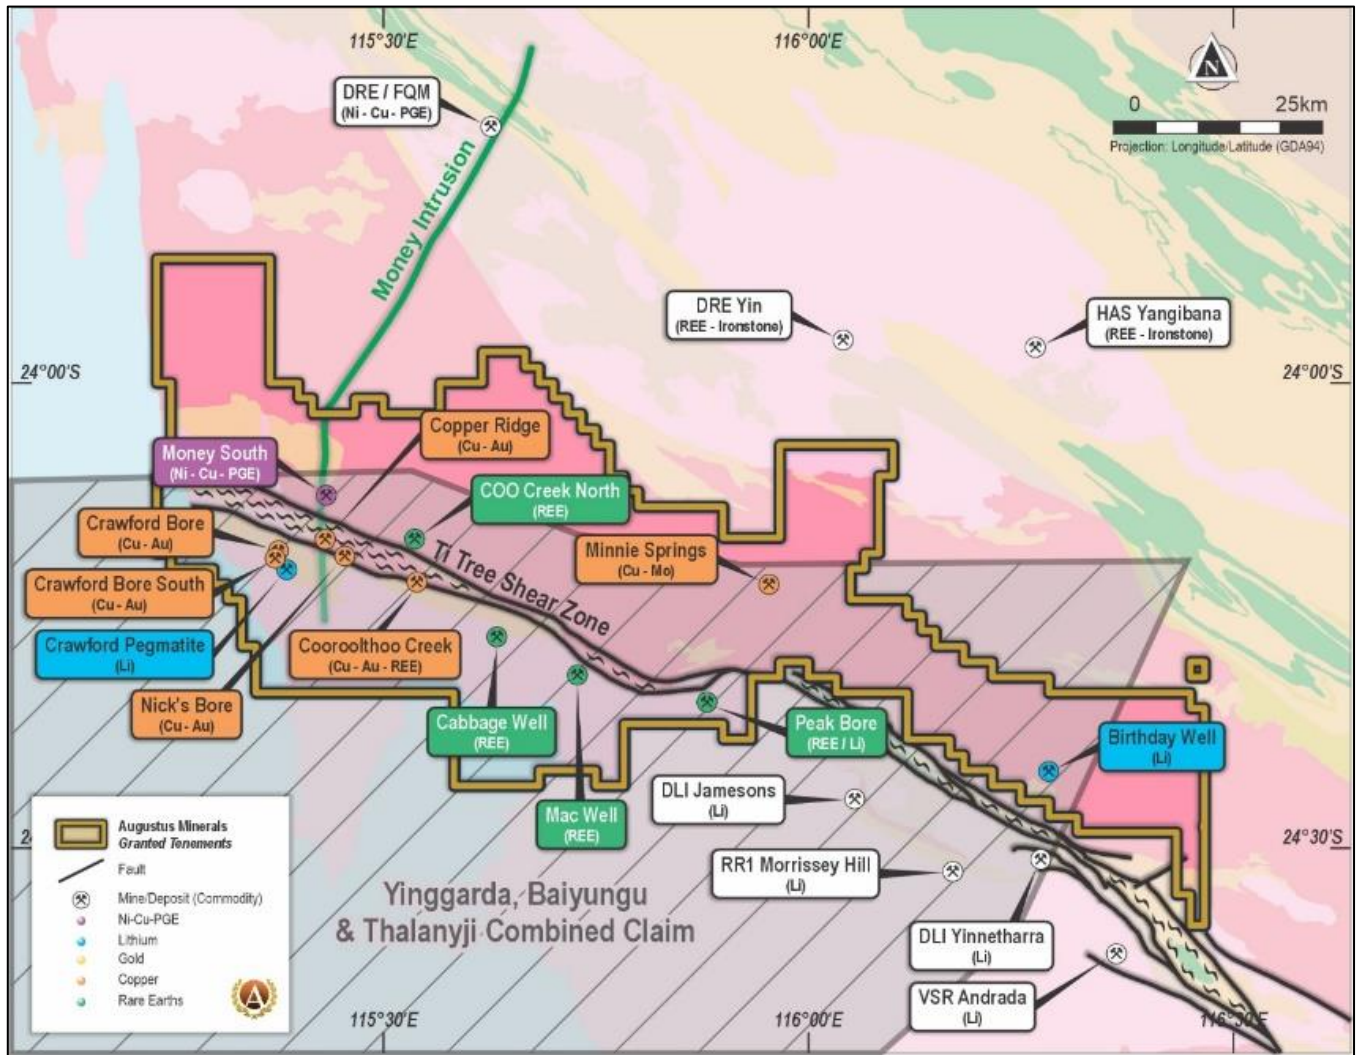 115°30'E
116°00'E
DRE / FQM
(Ni - Cu - PGE)
N
0 25km
Projection: Longitude/Latitude (GDA94)
Money Intrusion
DRE Yin
(REE - Ironstone)
HAS Yangibana
(REE - Ironstone)
24°00'S
24°00'S
Copper Ridge
(Cu - Au)
Money South
(Ni - Cu - PGE)
COO Creek North
(REE)
Crawford Bore
(Cu - Au)
Ti Tree Shear Zone
Minnie Springs
(Cu - Mo)
Crawford Bore South
(Cu - Au)
Crawford Pegmatite
(Li)
Cooroolthoo Creek
(Cu - Au - REE)
Nick's Bore
(Cu - Au)
Cabbage Well
(REE)
Peak Bore
(REE / Li)
Birthday Well
(Li)
DLI Jamesons
(Li)
Mac Well
(REE)
24°30'S
RR1 Morrissey Hill
(Li)
Yinggarda, Baiyungu
& Thalanyji Combined Claim
DLI Yinnetharra
(Li)
VSR Andrada
(Li)
24
Augustus Minerals
Granted Tenements
Fault
Mine/Deposit (Commodity)
Ni-Cu-PGE
Lithium
Gold
Copper
Rare Earths
A
115°30'E
116°00'E
116°30'E